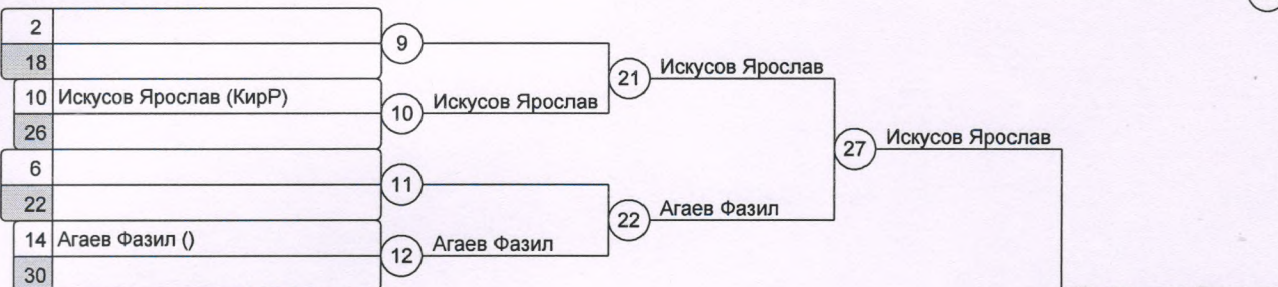 2
9
18
21 Искусов Ярослав
10 Искусов Ярослав (КирР)
10 Искусов Ярослав
26
27 Искусов Ярослав
6
11
22
22 Агаев Фазил
14 Агаев Фазил ()
12 Агаев Фазил
30